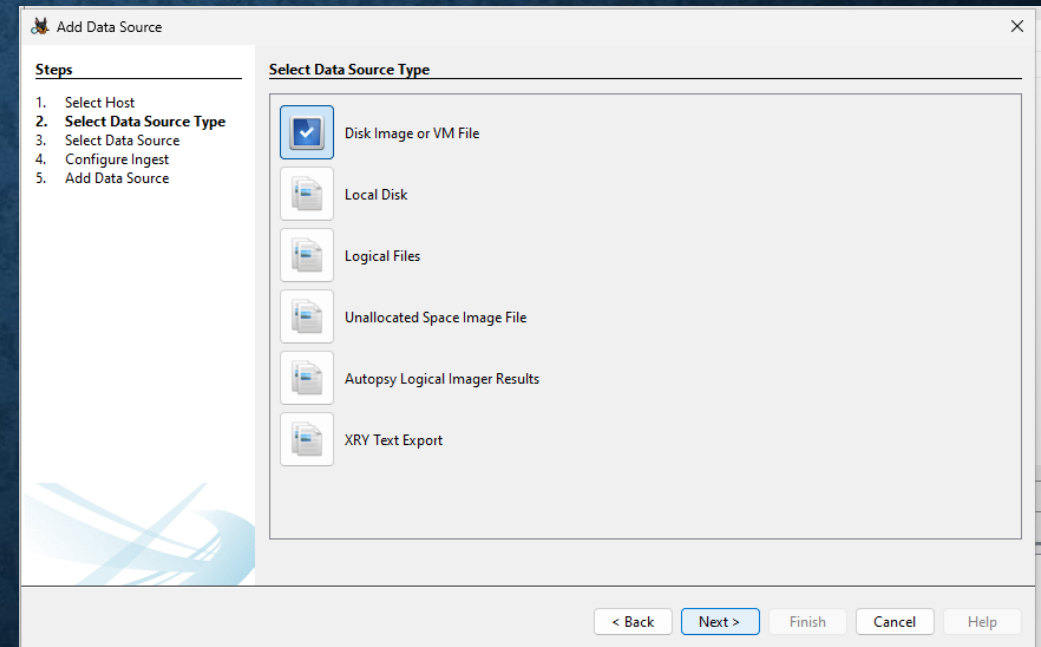 Add Data Source
Steps
1. Select Host
2. Select Data Source Type
3. Select Data Source
4. Configure Ingest
5. Add Data Source
Select Data Source Type
Disk Image or VM File
Local Disk
Logical Files
Unallocated Space Image File
Autopsy Logical Imager Results
XRY Text Export
< Back
Next >
Finish
Cancel
Help